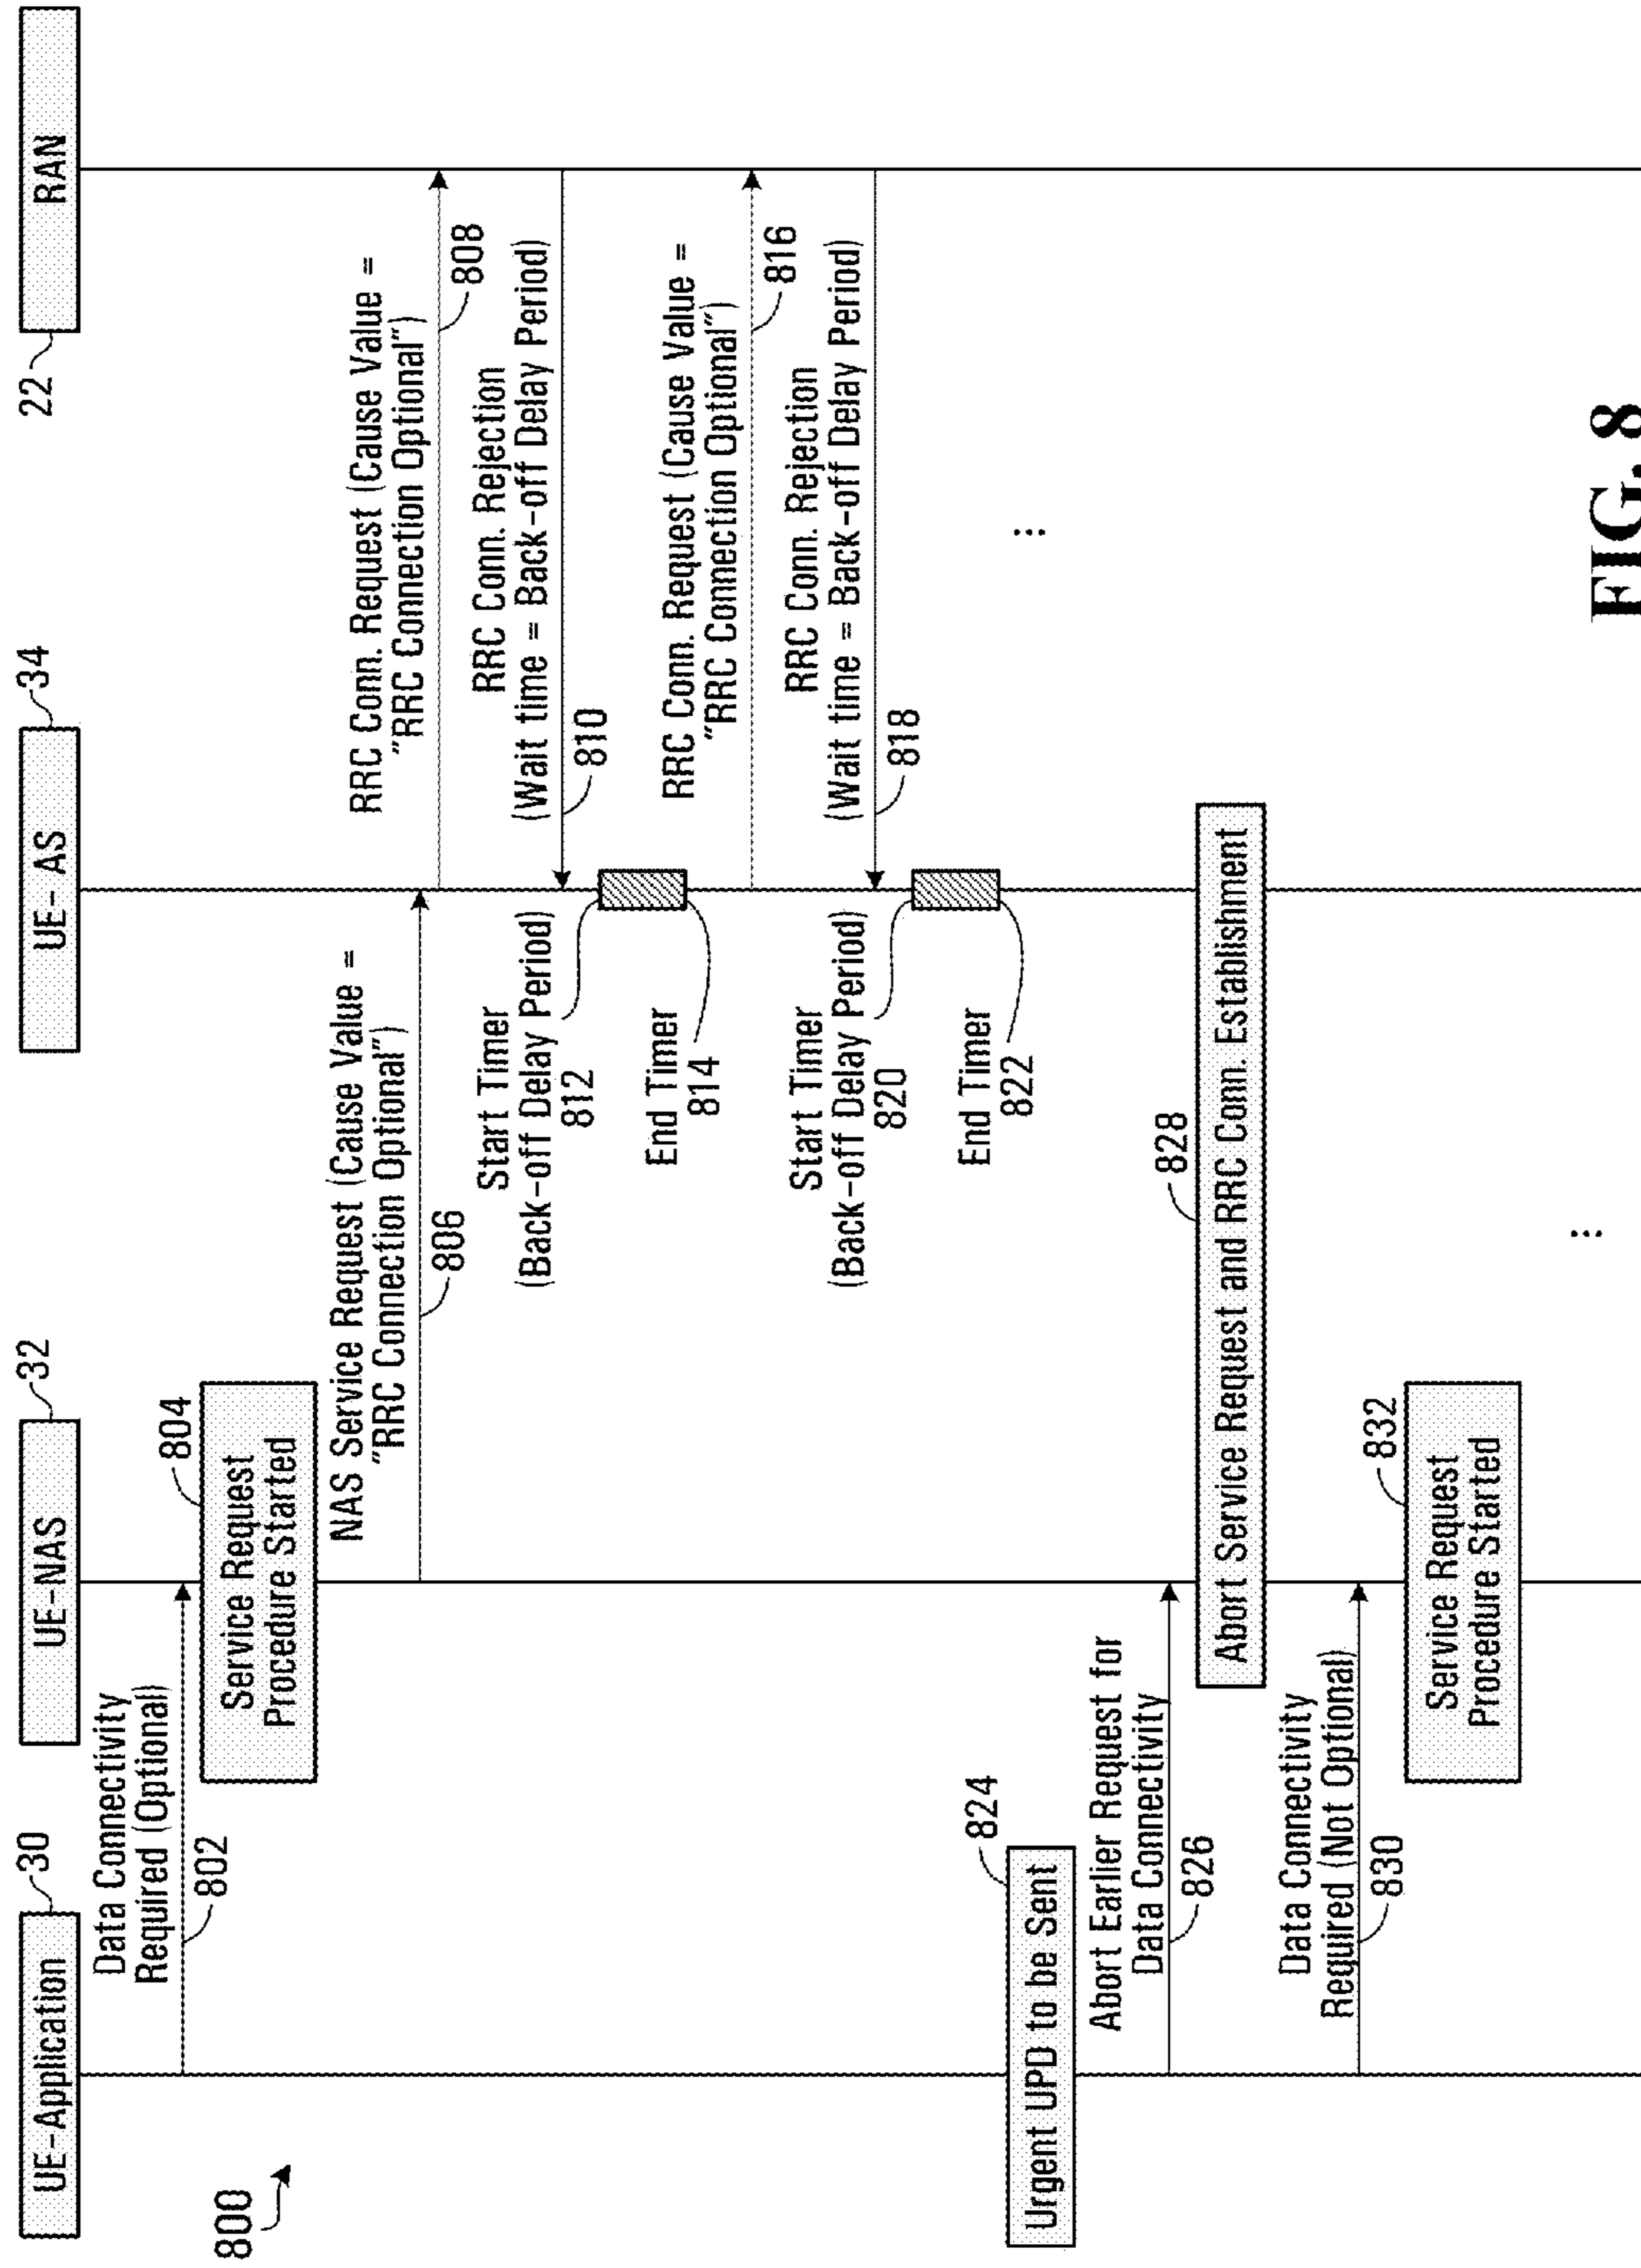 UE-Application
30
UE-NAS
32
UE- AS
34
RAN
22
800
Data Connectivity
Required (Optional)
802
804
Service Request
Procedure Started
NAS Service Request (Cause Value =
"RRC Connection Optional")
806
RRC Conn. Request (Cause Value =
"RRC Connection Optional")
808
RRC Conn. Rejection
(Wait time = Back-off Delay Period)
810
Start Timer
(Back-off Delay Period)
812
End Timer
814
RRC Conn. Request (Cause Value =
"RRC Connection Optional")
816
RRC Conn. Rejection
(Wait time = Back-off Delay Period)
818
Start Timer
(Back-off Delay Period)
820
End Timer
822
...
824
Urgent UPD to be Sent
Abort Earlier Request for
Data Connectivity
826
828
Abort Service Request and RRC Conn. Establishment
Data Connectivity
Required (Not Optional)
830
832
Service Request
Procedure Started
...
FIG. 8